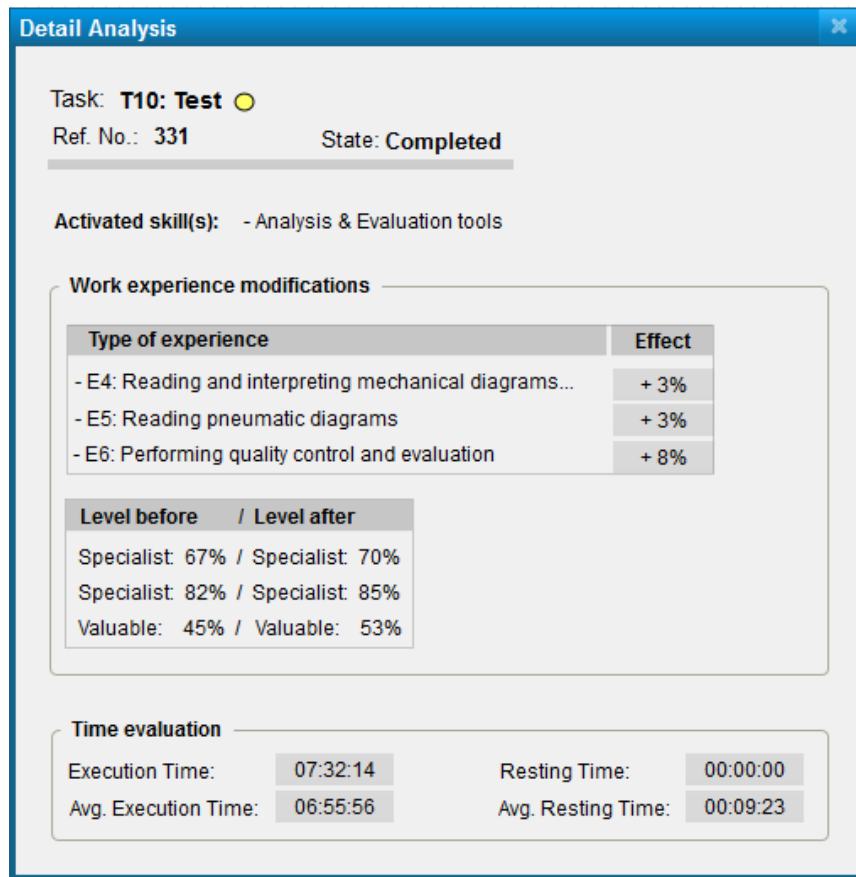 Detail Analysis
Task: T10: Test
Ref. No.: 331 State: Completed
Activated skill(s): - Analysis & Evaluation tools
Work experience modifications
Type of experience Effect
- E4: Reading and interpreting mechanical diagrams... + 3%
- E5: Reading pneumatic diagrams + 3%
- E6: Performing quality control and evaluation + 8%
Level before / Level after
Specialist: 67% / Specialist: 70%
Specialist: 82% / Specialist: 85%
Valuable: 45% / Valuable: 53%
Time evaluation
Execution Time: 07:32:14 Resting Time: 00:00:00
Avg. Execution Time: 06:55:56 Avg. Resting Time: 00:09:23